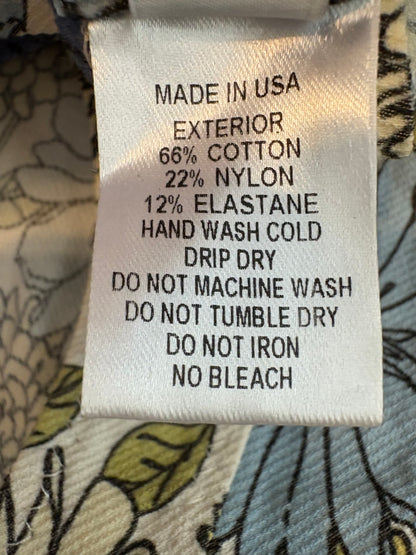 MADE IN USA
EXTERIOR
66% COTTON
22% NYLON
12% ELASTANE
HAND WASH COLD
DRIP DRY
DO NOT MACHINE WASH
DO NOT TUMBLE DRY
DO NOT IRON
NO BLEACH